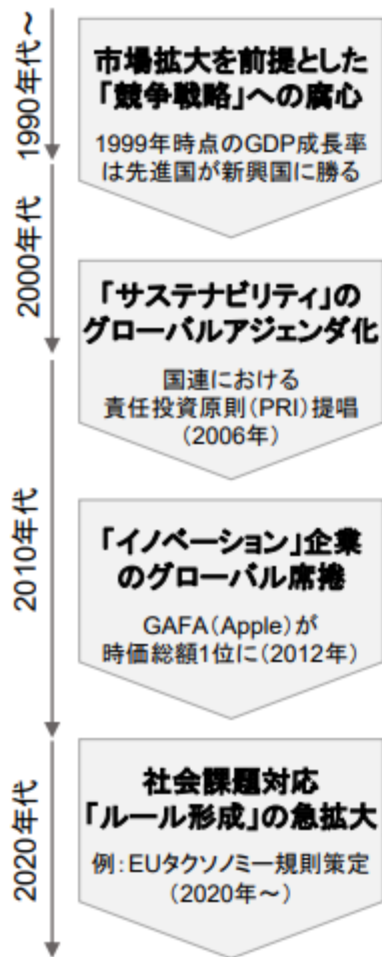 1990年代～
市場拡大を前提とした
「競争戦略」への腐心
1999年時点のGDP成長率
は先進国が新興国に勝る
2000年代
「サステナビリティ」の
グローバルアジェンダ化
国連における
責任投資原則(PRI)提唱
(2006年)
2010年代
「イノベーション」企業
のグローバル席捲
GAFA(Apple)が
時価総額1位に(2012年)
2020年代
社会課題対応
「ルール形成」の急拡大
例:EUタクソノミー規則策定
(2020年～)